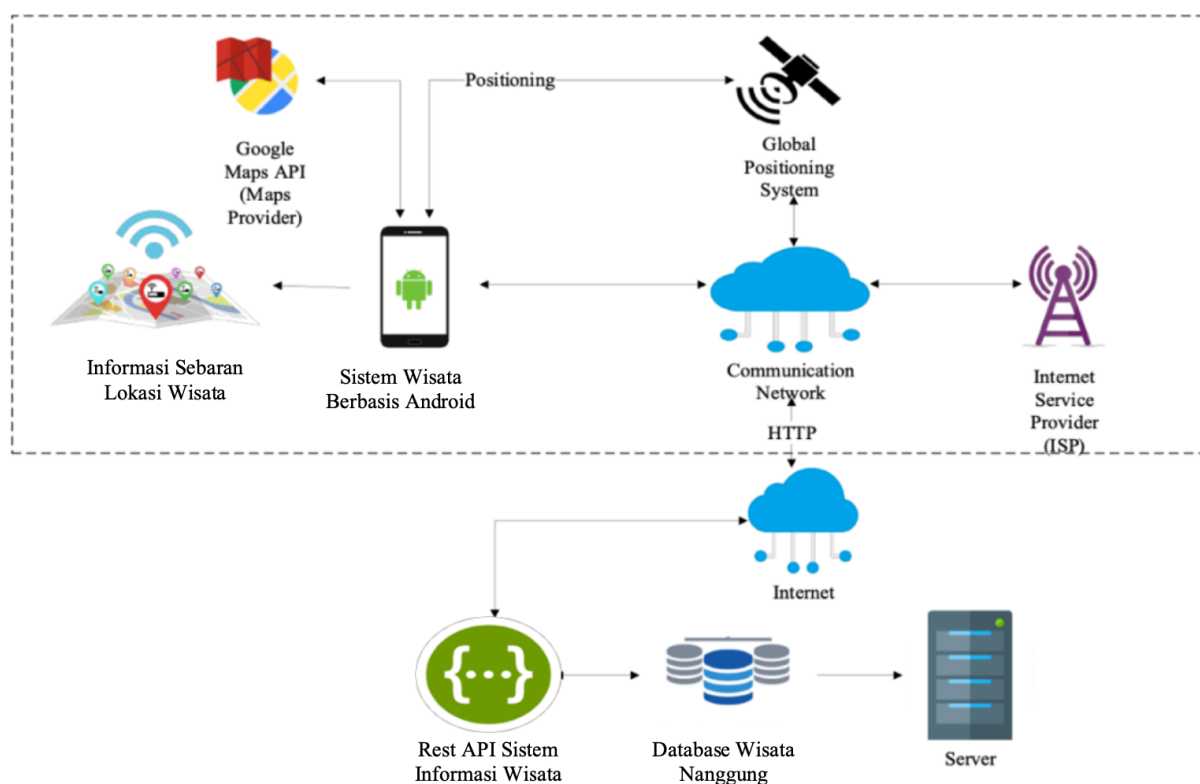 Positioning
Google
Maps API
(Maps
Provider)
Global
Positioning
System
Informasi Sebaran
Lokasi Wisata
Sistem Wisata
Berbasis Android
Communication
Network
Internet
Service
Provider
(ISP)
HTTP
Internet
{...}
Rest API Sistem
Informasi Wisata
Database Wisata
Nanggung
Server